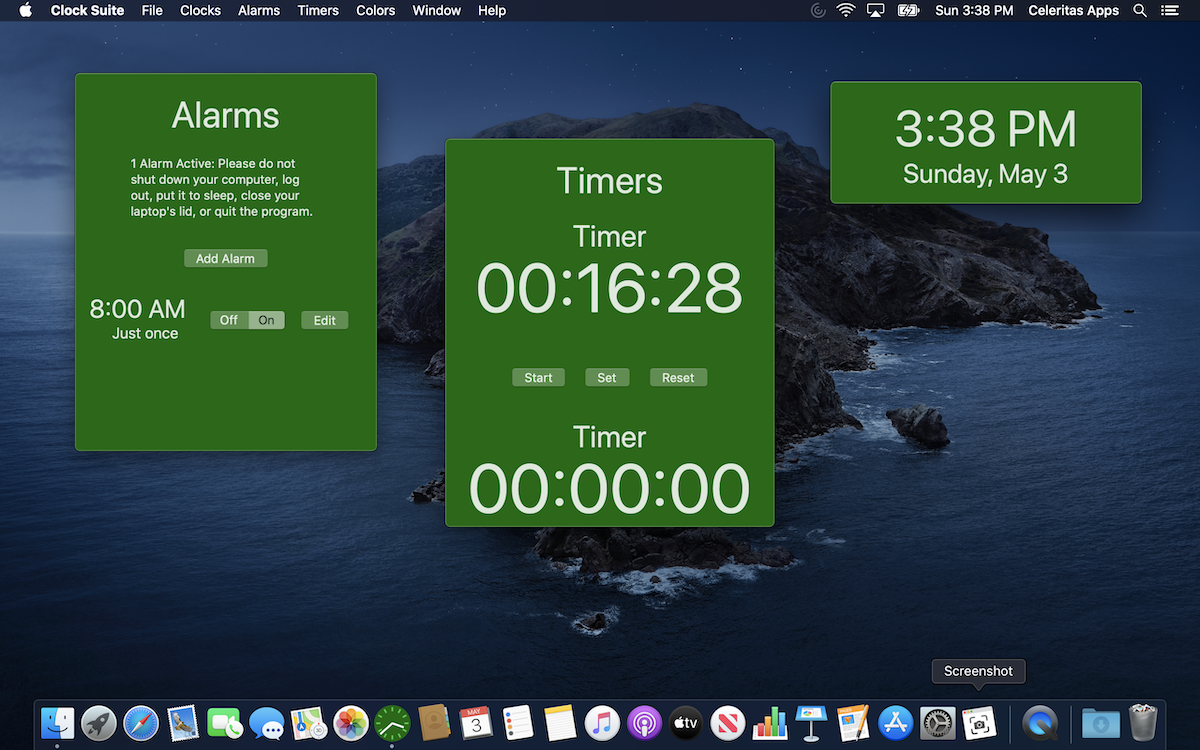 Clock Suite File Clocks Alarms Timers Colors Window Help
Sun 3:38 PM Celeritas Apps
Alarms
1 Alarm Active: Please do not
shut down your computer, log
out, put it to sleep, close your
laptop's lid, or quit the program.
Add Alarm
8:00 AM
Just once
Off On
Edit
Timers
Timer
00:16:28
Start Set Reset
Timer
00:00:00
3:38 PM
Sunday, May 3
Screenshot
MAY
3
tv